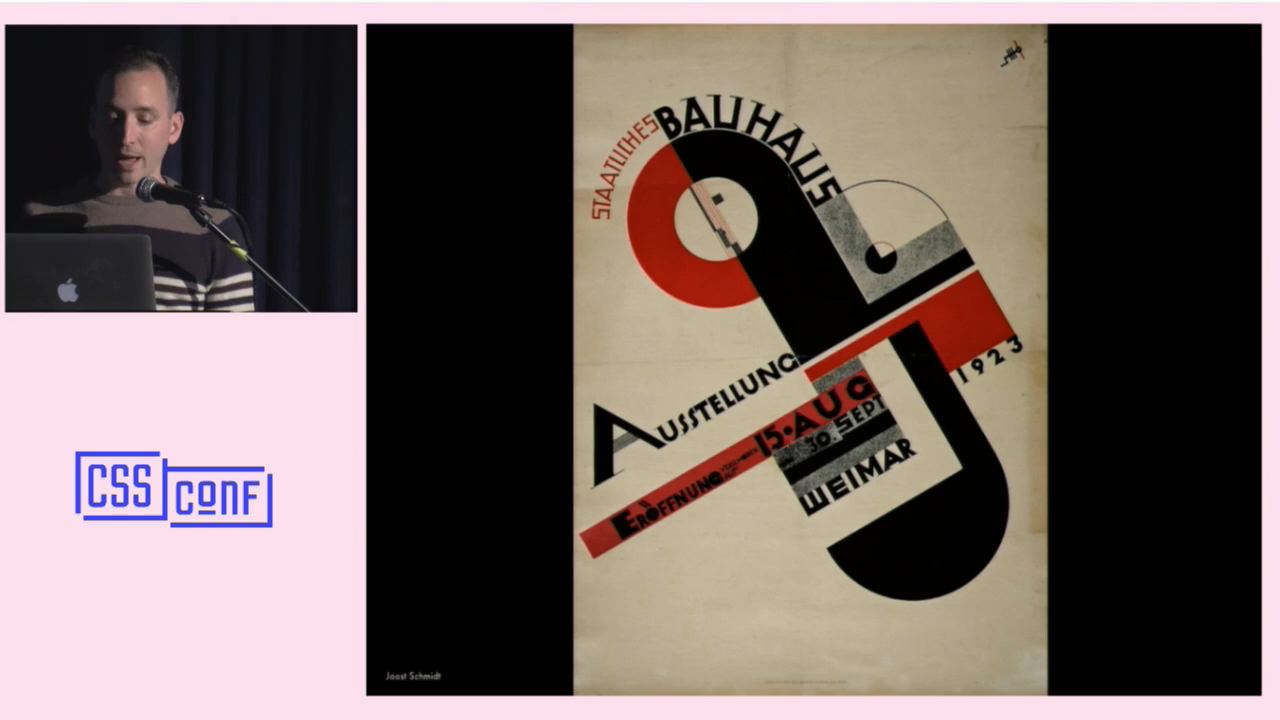 STAATLICHES BAUHAUS
AUSSTELLUNG
1923
15·AUG
30. SEPT
ERÖFFNUNG
WEIMAR
CSS
CONF
Joost Schmidt